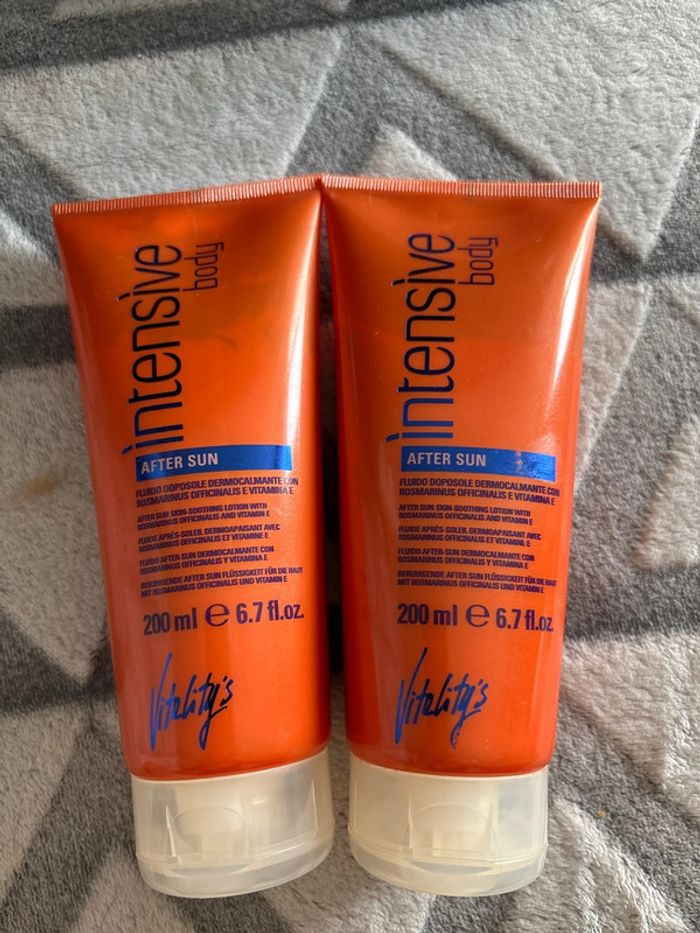 intensive
body
AFTER SUN
FLUIDO DOPOSOLE DERMOCALMANTE CON
ROSMARINUS OFFICINALIS E VITAMINA E
AFTER SUN SKIN-SOOTHING LOTION WITH
ROSMARINUS OFFICINALIS AND VITAMIN E
FLUIDE APRÈS-SOLEIL DERMOAPAISANT AVEC
ROSMARINUS OFFICINALIS ET VITAMINE E
FLUIDO AFTER-SUN DERMOCALMANTE CON
ROSMARINUS OFFICINALIS Y VITAMINA E
BERUHIGENDE AFTER SUN FLÜSSIGKEIT FÜR DIE HAUT
MIT ROSMARINUS OFFICINALIS UND VITAMIN E
200 ml e 6.7 fl.oz.
Vitality's
intensive
body
AFTER SUN
FLUIDO DOPOSOLE DERMOCALMANTE CON
ROSMARINUS OFFICINALIS E VITAMINA E
AFTER SUN SKIN-SOOTHING LOTION WITH
ROSMARINUS OFFICINALIS AND VITAMIN E
FLUIDE APRÈS-SOLEIL DERMOAPAISANT AVEC
ROSMARINUS OFFICINALIS ET VITAMINE E
FLUIDO AFTER-SUN DERMOCALMANTE CON
ROSMARINUS OFFICINALIS Y VITAMINA E
BERUHIGENDE AFTER SUN FLÜSSIGKEIT FÜR DIE HAUT
MIT ROSMARINUS OFFICINALIS UND VITAMIN E
200 ml e 6.7 fl.oz.
Vitality's